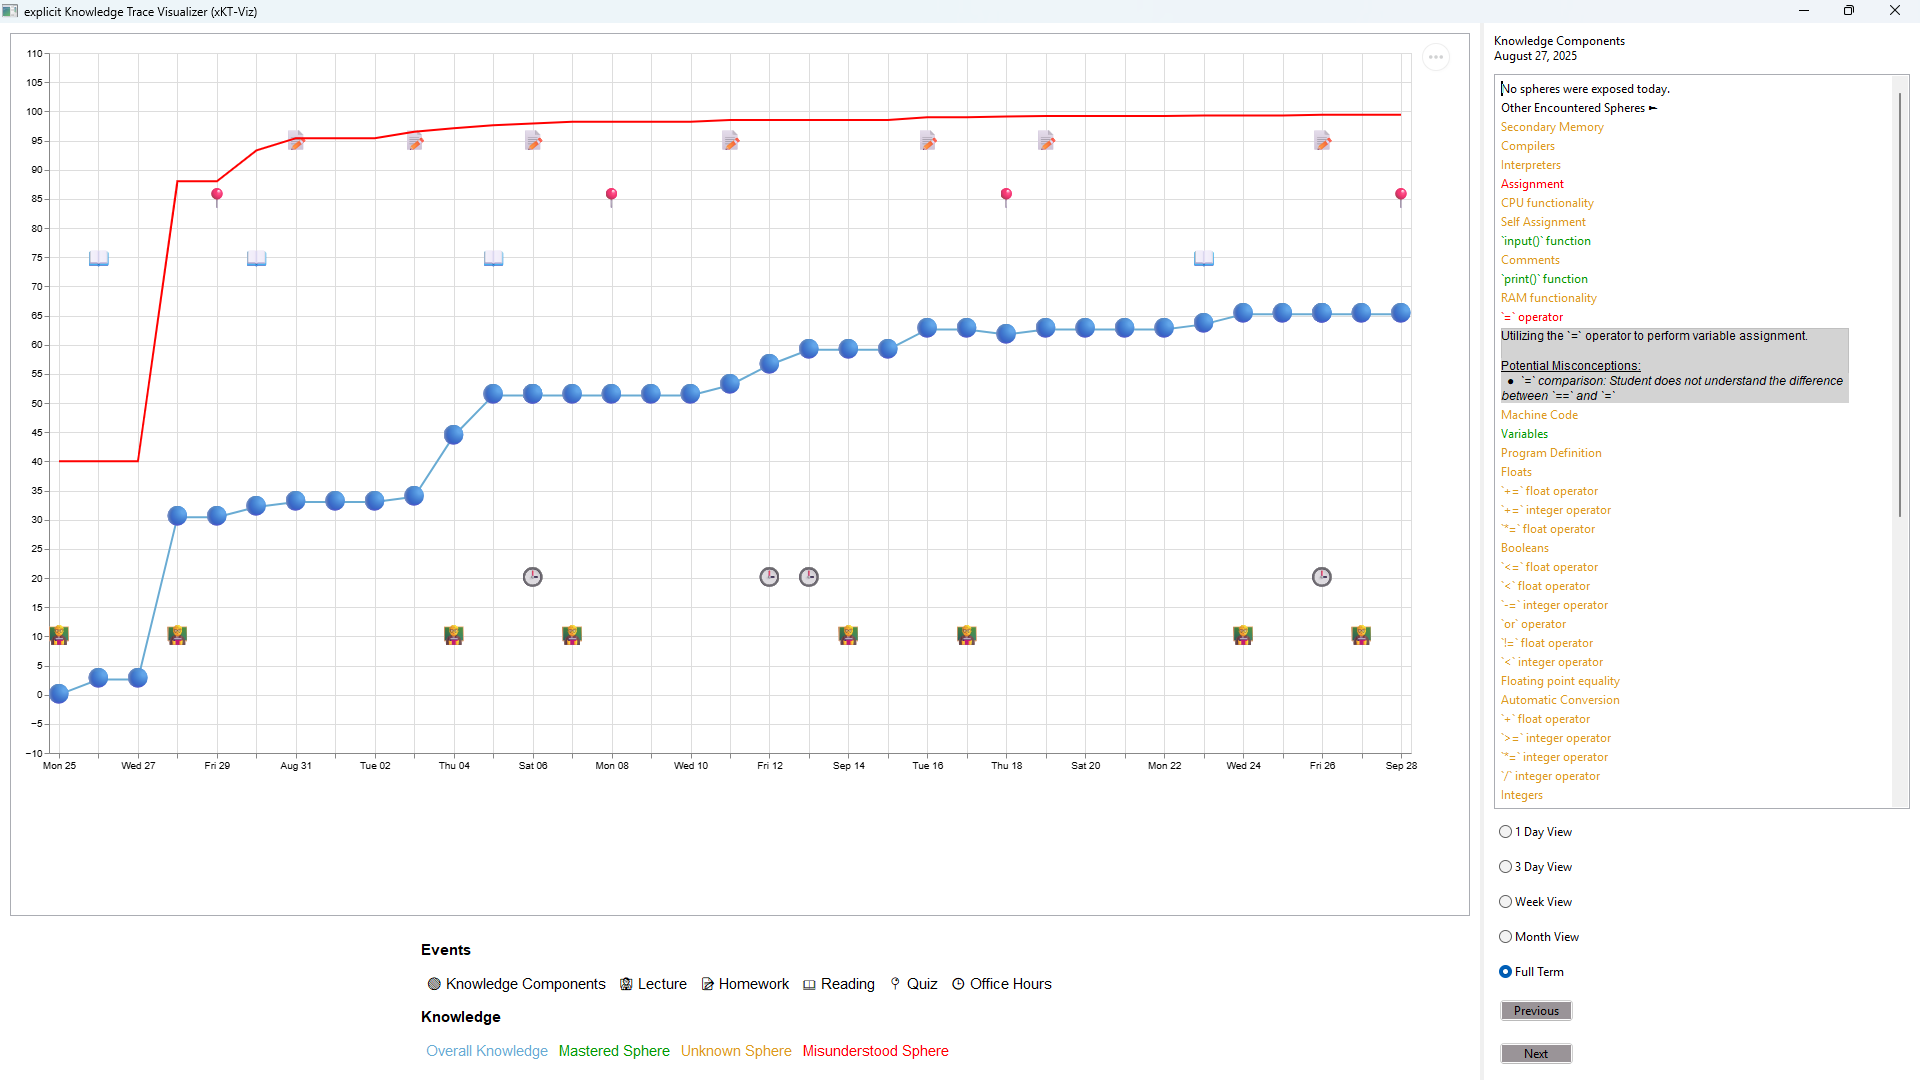 explicit Knowledge Trace Visualizer (xKT-Viz)
110
105
100
95
90
85
80
75
70
65
60
55
50
45
40
35
30
25
20
15
10
5
0
−5
−10
Mon 25 Wed 27 Fri 29 Aug 31 Tue 02 Thu 04 Sat 06 Mon 08 Wed 10 Fri 12 Sep 14 Tue 16 Thu 18 Sat 20 Mon 22 Wed 24 Fri 26 Sep 28
Events
Knowledge Components Lecture Homework Reading Quiz Office Hours
Knowledge
Overall Knowledge Mastered Sphere Unknown Sphere Misunderstood Sphere
Knowledge Components
August 27, 2025
No spheres were exposed today.
Other Encountered Spheres ►
Secondary Memory
Compilers
Interpreters
Assignment
CPU functionality
Self Assignment
`input()` function
Comments
`print()` function
RAM functionality
`=` operator
Utilizing the `=` operator to perform variable assignment.
Potential Misconceptions:
● `=` comparison: Student does not understand the difference
between `==` and `=`
Machine Code
Variables
Program Definition
Floats
`+=` float operator
`+=` integer operator
`*=` float operator
Booleans
`<=` float operator
`<` float operator
`-=` integer operator
`or` operator
`!=` float operator
`<` integer operator
Floating point equality
Automatic Conversion
`+` float operator
`>=` integer operator
`*=` integer operator
`/` integer operator
Integers
1 Day View
3 Day View
Week View
Month View
Full Term
Previous
Next